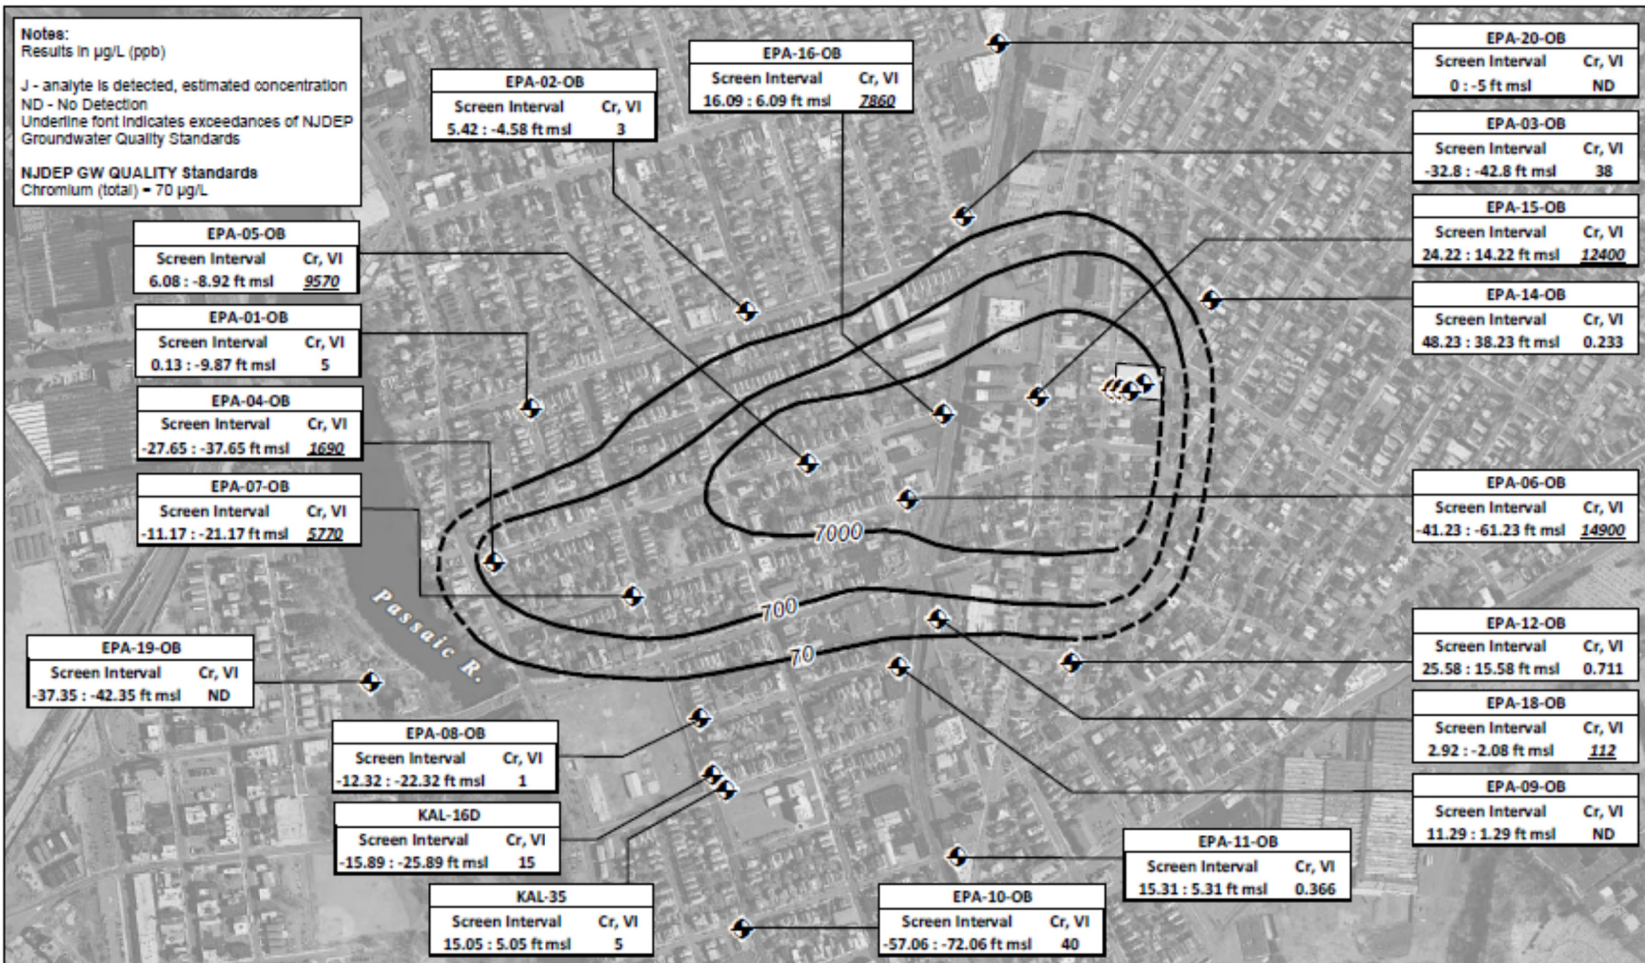 Notes:
Results in µg/L (ppb)
J - analyte is detected, estimated concentration
ND - No Detection
Underline font indicates exceedances of NJDEP
Groundwater Quality Standards
NJDEP GW QUALITY Standards
Chromium (total) = 70 µg/L
EPA-02-OB
Screen Interval Cr, VI
5.42 : -4.58 ft msl 3
EPA-16-OB
Screen Interval Cr, VI
16.09 : 6.09 ft msl 7860
EPA-20-OB
Screen Interval Cr, VI
0 : -5 ft msl ND
EPA-03-OB
Screen Interval Cr, VI
-32.8 : -42.8 ft msl 38
EPA-15-OB
Screen Interval Cr, VI
24.22 : 14.22 ft msl 12400
EPA-14-OB
Screen Interval Cr, VI
48.23 : 38.23 ft msl 0.233
EPA-05-OB
Screen Interval Cr, VI
6.08 : -8.92 ft msl 9570
EPA-01-OB
Screen Interval Cr, VI
0.13 : -9.87 ft msl 5
EPA-04-OB
Screen Interval Cr, VI
-27.65 : -37.65 ft msl 1690
EPA-07-OB
Screen Interval Cr, VI
-11.17 : -21.17 ft msl 5770
EPA-06-OB
Screen Interval Cr, VI
-41.23 : -61.23 ft msl 14900
7000
700
70
Passaic R.
EPA-19-OB
Screen Interval Cr, VI
-37.35 : -42.35 ft msl ND
EPA-12-OB
Screen Interval Cr, VI
25.58 : 15.58 ft msl 0.711
EPA-18-OB
Screen Interval Cr, VI
2.92 : -2.08 ft msl 112
EPA-08-OB
Screen Interval Cr, VI
-12.32 : -22.32 ft msl 1
KAL-16D
Screen Interval Cr, VI
-15.89 : -25.89 ft msl 15
EPA-09-OB
Screen Interval Cr, VI
11.29 : 1.29 ft msl ND
EPA-11-OB
Screen Interval Cr, VI
15.31 : 5.31 ft msl 0.366
KAL-35
Screen Interval Cr, VI
15.05 : 5.05 ft msl 5
EPA-10-OB
Screen Interval Cr, VI
-57.06 : -72.06 ft msl 40